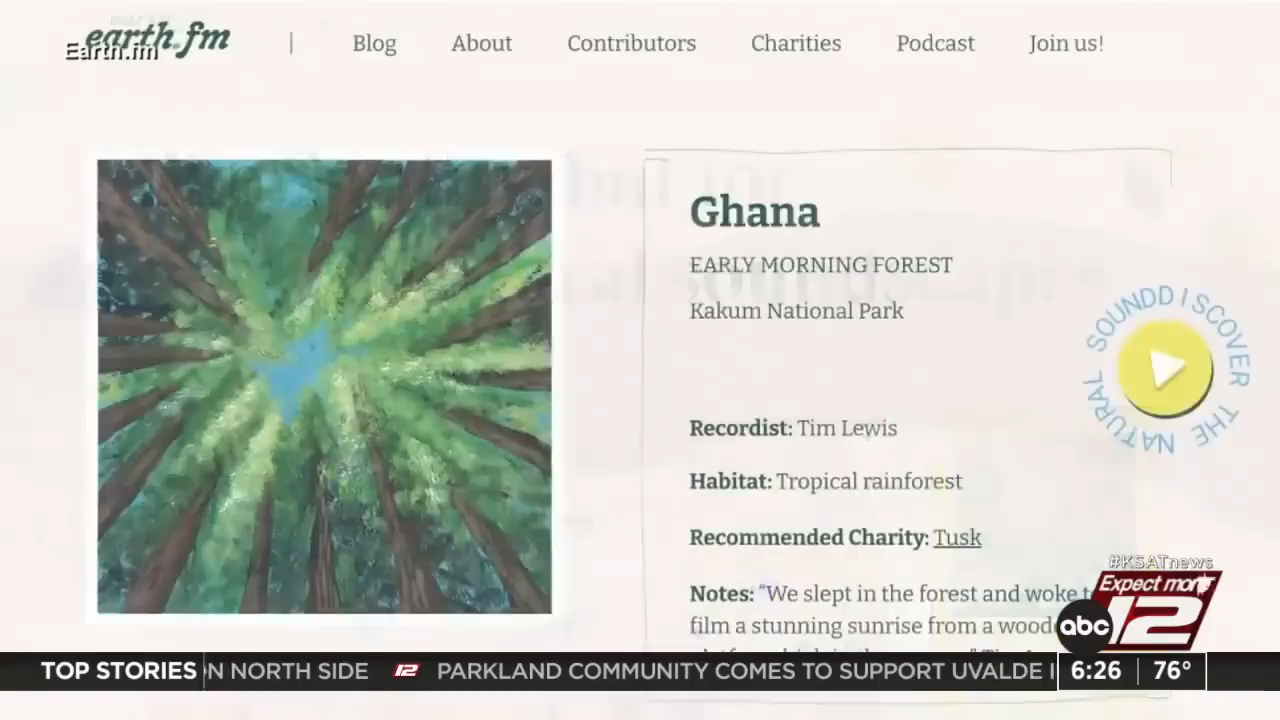 earth.fm
Earth.fm
|
Blog
About
Contributors
Charities
Podcast
Join us!
Ghana
EARLY MORNING FOREST
Kakum National Park
Recordist: Tim Lewis
Habitat: Tropical rainforest
Recommended Charity: Tusk
Notes: "We slept in the forest and woke
film a stunning sunrise from a
SOUNDDISCOVER THE NATURAL
#KSATnews
Expect more
abc 12
TOP STORIES
ON NORTH SIDE 12 PARKLAND COMMUNITY COMES TO SUPPORT UVALDE
6:26 76°